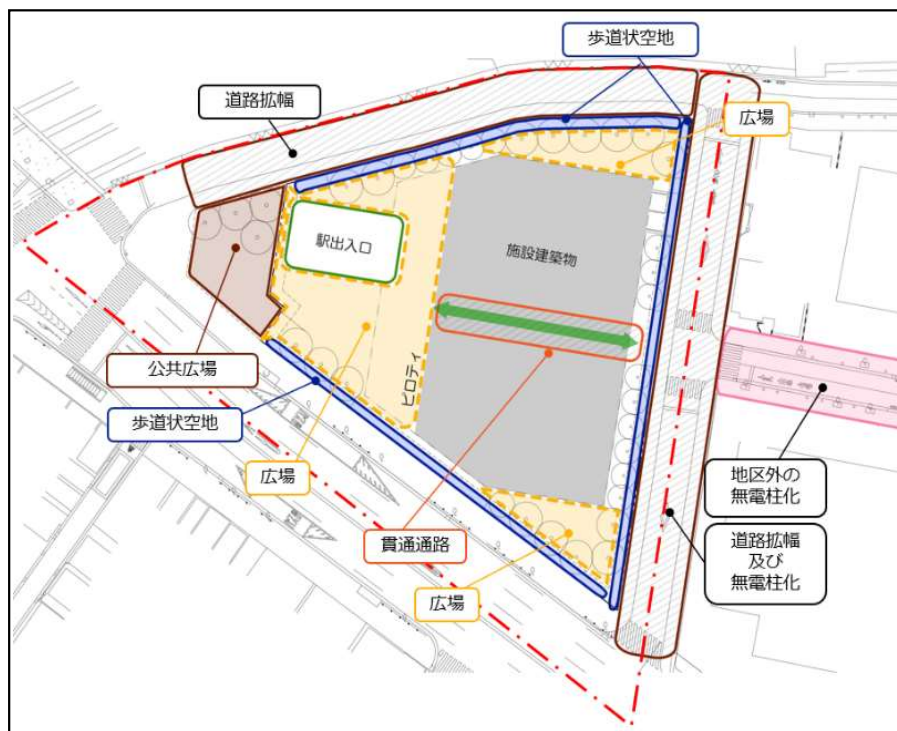 歩道状空地
道路拡幅
広場
駅出入口
施設建築物
ピロティ
公共広場
歩道状空地
広場
貫通通路
広場
地区外の
無電柱化
道路拡幅
及び
無電柱化